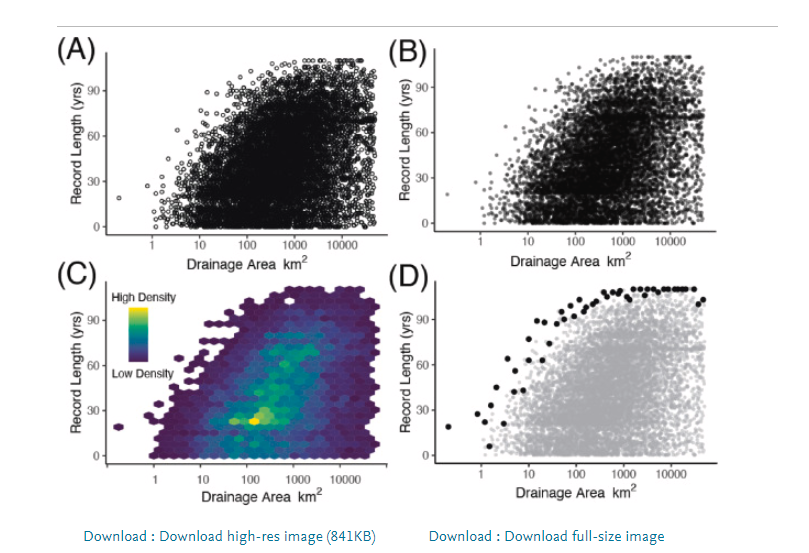 (A)
Record Length (yrs)
90
60
30
0
1 10 100 1000 10000
Drainage Area km²
(B)
Record Length (yrs)
90
60
30
0
1 10 100 1000 10000
Drainage Area km²
(C)
High Density
Low Density
Record Length (yrs)
90
60
30
0
1 10 100 1000 10000
Drainage Area km²
(D)
Record Length (yrs)
90
60
30
0
1 10 100 1000 10000
Drainage Area km²
Download : Download high-res image (841KB)
Download : Download full-size image